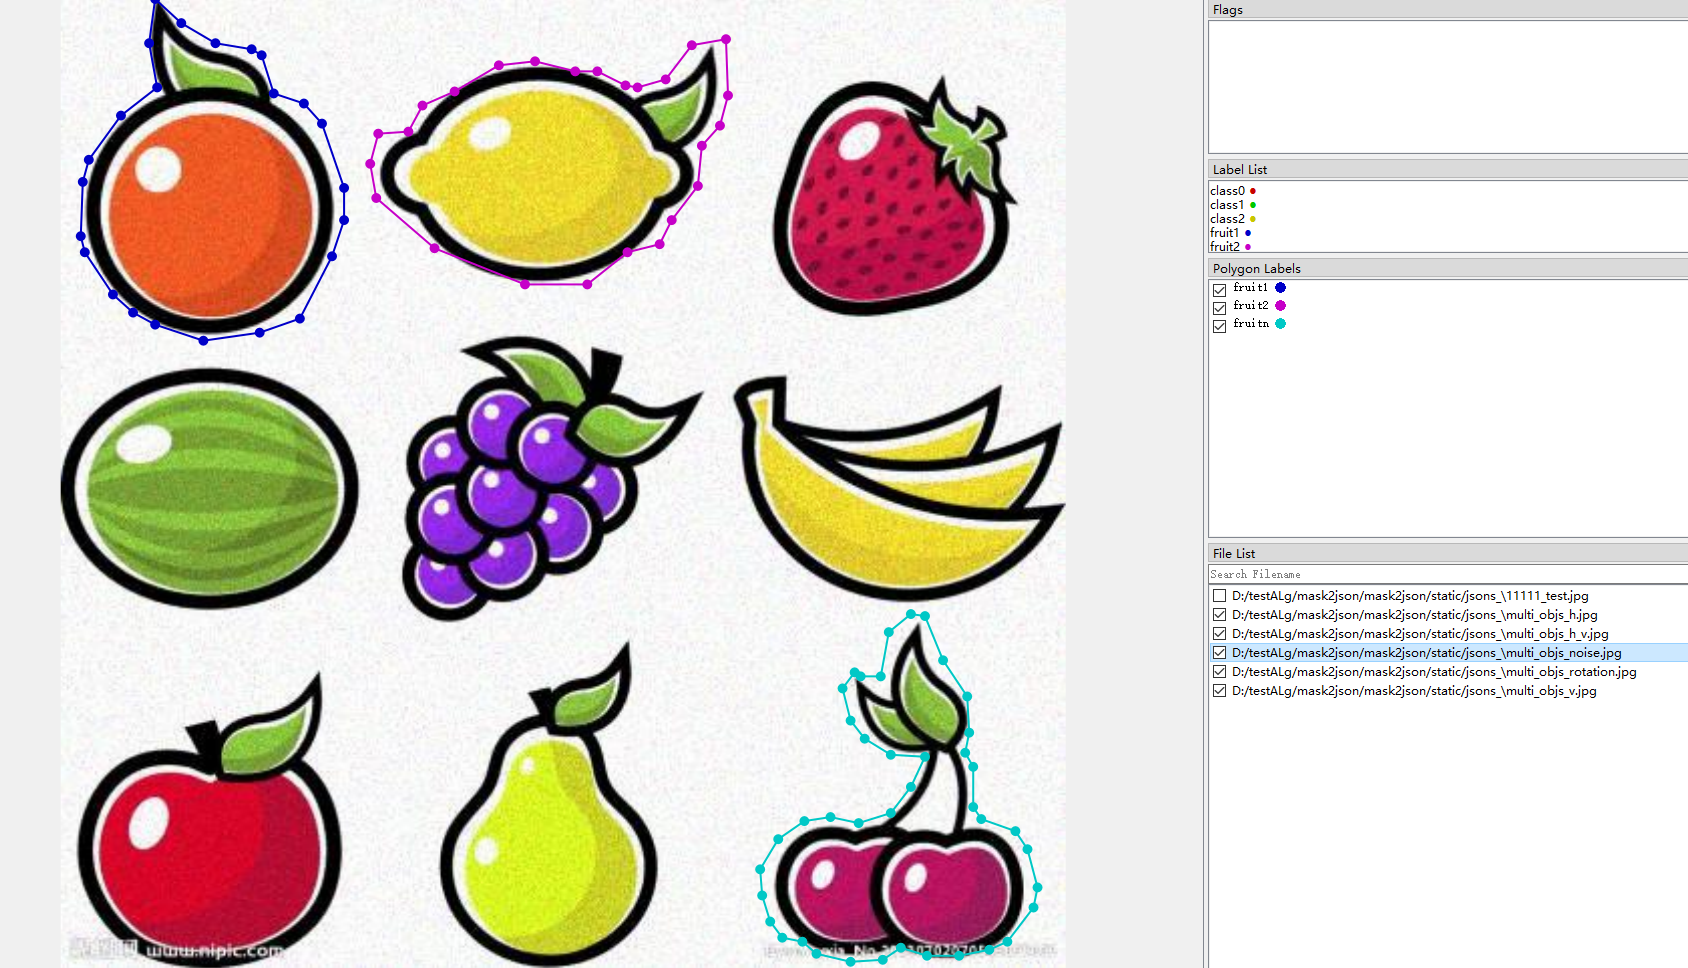 Flags
Label List
class0
class1
class2
fruit1
fruit2
Polygon Labels
fruit1
fruit2
fruitn
File List
Search Filename
D:/testALg/mask2json/mask2json/static/jsons_\11111_test.jpg
D:/testALg/mask2json/mask2json/static/jsons_\multi_objs_h.jpg
D:/testALg/mask2json/mask2json/static/jsons_\multi_objs_h_v.jpg
D:/testALg/mask2json/mask2json/static/jsons_\multi_objs_noise.jpg
D:/testALg/mask2json/mask2json/static/jsons_\multi_objs_rotation.jpg
D:/testALg/mask2json/mask2json/static/jsons_\multi_objs_v.jpg
www.nipic.com